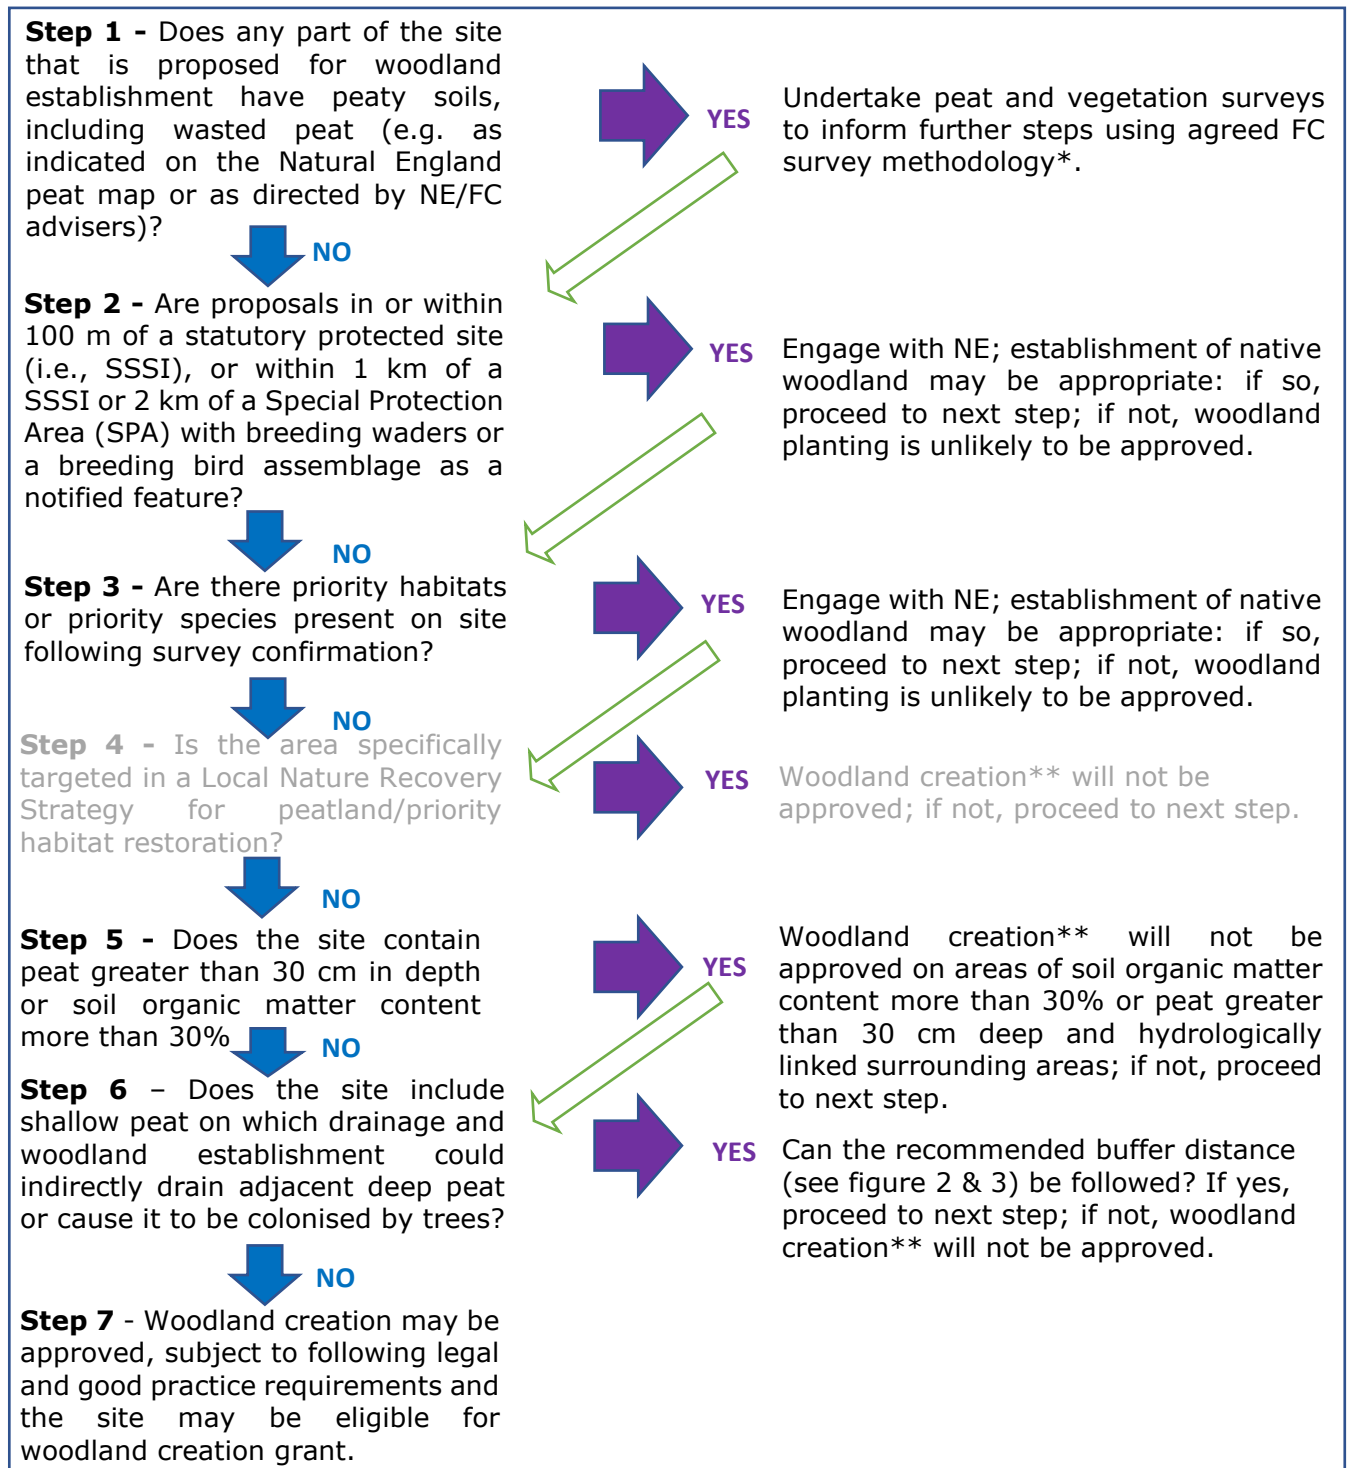 Step 1 - Does any part of the site
that is proposed for woodland
establishment have peaty soils,
including wasted peat (e.g. as
indicated on the Natural England
peat map or as directed by NE/FC
advisers)?
YES
Undertake peat and vegetation surveys
to inform further steps using agreed FC
survey methodology*.
NO
Step 2 - Are proposals in or within
100 m of a statutory protected site
(i.e., SSSI), or within 1 km of a
SSSI or 2 km of a Special Protection
Area (SPA) with breeding waders or
a breeding bird assemblage as a
notified feature?
YES
Engage with NE; establishment of native
woodland may be appropriate: if so,
proceed to next step; if not, woodland
planting is unlikely to be approved.
NO
Step 3 - Are there priority habitats
or priority species present on site
following survey confirmation?
YES
Engage with NE; establishment of native
woodland may be appropriate: if so,
proceed to next step; if not, woodland
planting is unlikely to be approved.
NO
Step 4 - Is the area specifically
targeted in a Local Nature Recovery
Strategy for peatland/priority
habitat restoration?
YES
Woodland creation** will not be
approved; if not, proceed to next step.
NO
Step 5 - Does the site contain
peat greater than 30 cm in depth
or soil organic matter content
more than 30%
YES
Woodland creation** will not be
approved on areas of soil organic matter
content more than 30% or peat greater
than 30 cm deep and hydrologically
linked surrounding areas; if not, proceed
to next step.
NO
Step 6 – Does the site include
shallow peat on which drainage and
woodland establishment could
indirectly drain adjacent deep peat
or cause it to be colonised by trees?
YES
Can the recommended buffer distance
(see figure 2 & 3) be followed? If yes,
proceed to next step; if not, woodland
creation** will not be approved.
NO
Step 7 - Woodland creation may be
approved, subject to following legal
and good practice requirements and
the site may be eligible for
woodland creation grant.